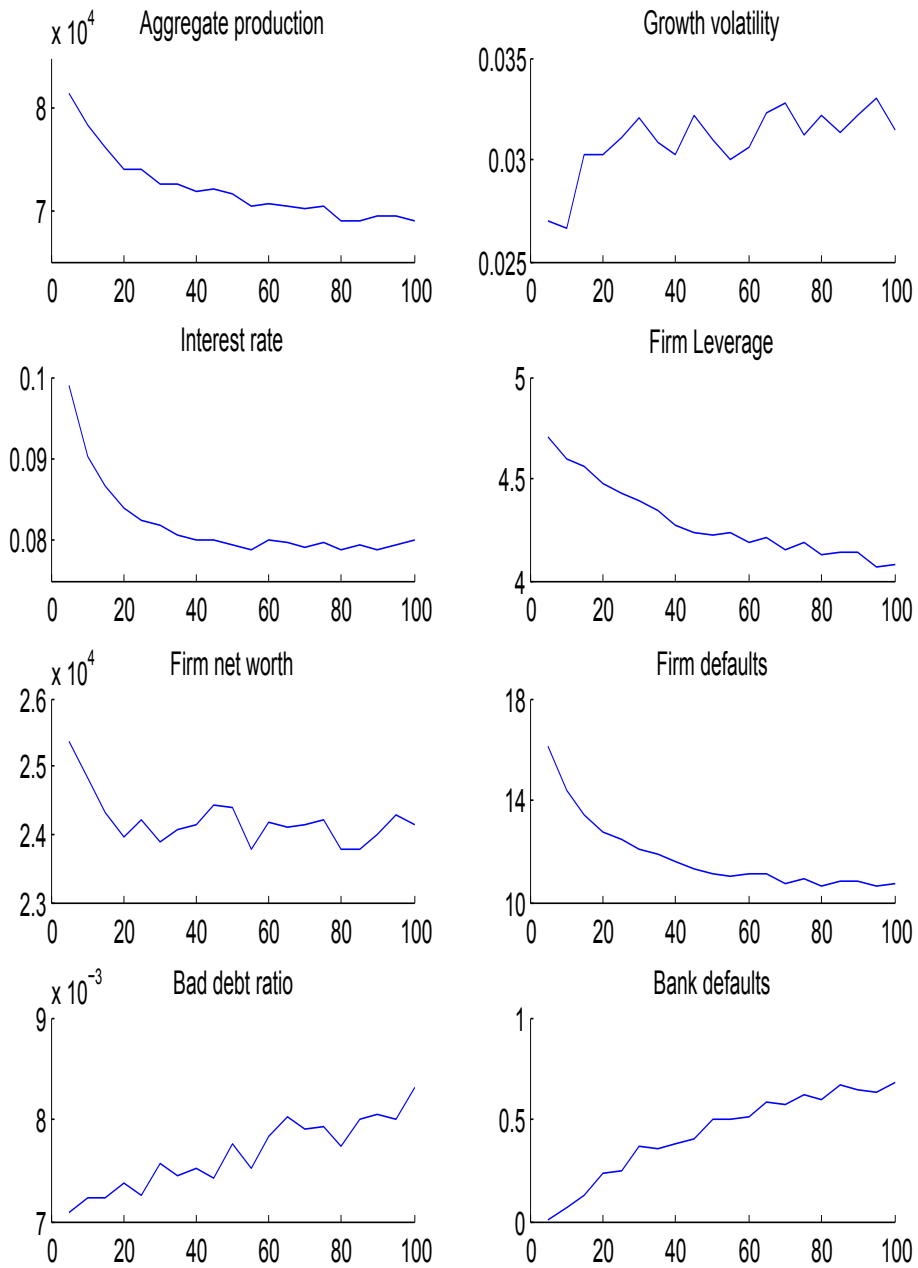 Aggregate production
x 10^4
8
7
0 20 40 60 80 100
Growth volatility
0.035
0.03
0.025
0 20 40 60 80 100
Interest rate
0.1
0.09
0.08
0 20 40 60 80 100
Firm Leverage
5
4.5
4
0 20 40 60 80 100
Firm net worth
x 10^4
2.6
2.5
2.4
2.3
0 20 40 60 80 100
Firm defaults
18
14
10
0 20 40 60 80 100
Bad debt ratio
x 10^−3
9
8
7
0 20 40 60 80 100
Bank defaults
1
0.5
0
0 20 40 60 80 100